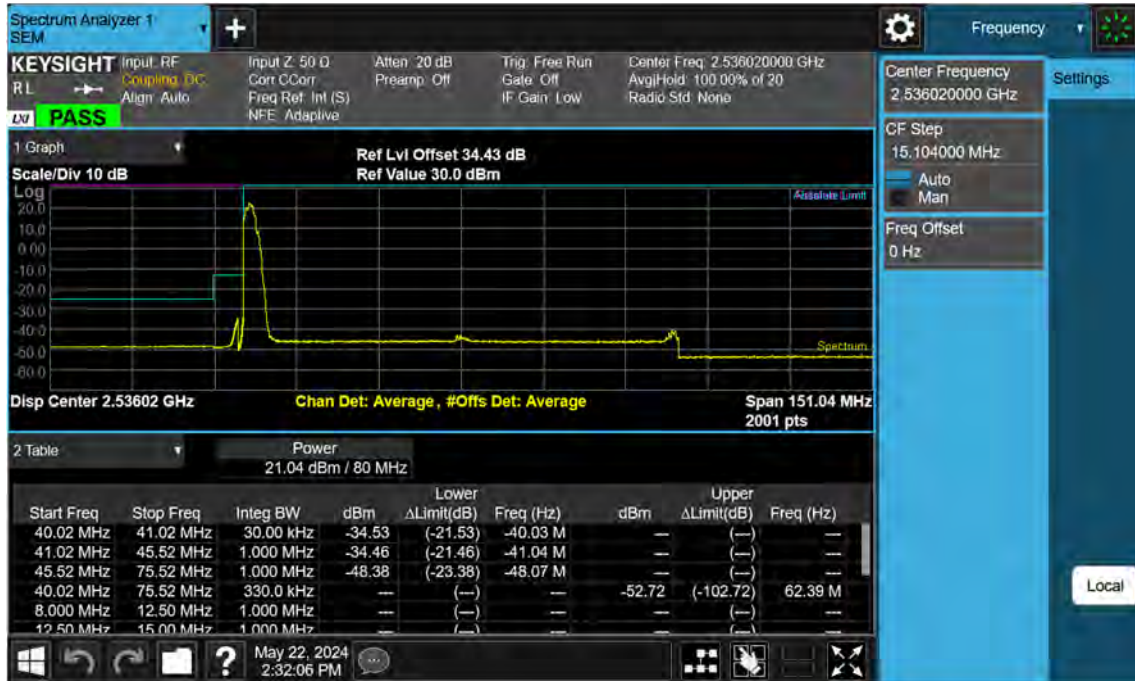 Spectrum Analyzer 1
SEM
Frequency
KEYSIGHT
RL
LXI PASS
Input: RF
Coupling: DC
Align: Auto
Input Z: 50 Ω
Corr CCorr
Freq Ref: Int (S)
NFE: Adaptive
Atten: 20 dB
Preamp: Off
Trig: Free Run
Gate: Off
IF Gain: Low
Center Freq: 2.536020000 GHz
Avg|Hold: 100.00% of 20
Radio Std: None
Center Frequency
2.536020000 GHz
Settings
CF Step
15.104000 MHz
Auto
Man
Freq Offset
0 Hz
1 Graph
Scale/Div 10 dB
Ref Lvl Offset 34.43 dB
Ref Value 30.0 dBm
Log
Absolute Limit
20.0
10.0
0.00
-10.0
-20.0
-30.0
-40.0
-50.0
-60.0
Spectrum
Disp Center 2.53602 GHz
Chan Det: Average, #Offs Det: Average
Span 151.04 MHz
2001 pts
2 Table
Power
21.04 dBm / 80 MHz
Lower Upper
Start Freq Stop Freq Integ BW dBm ΔLimit(dB) Freq (Hz) dBm ΔLimit(dB) Freq (Hz)
40.02 MHz 41.02 MHz 30.00 kHz -34.53 (-21.53) -40.03 M --- (---) ---
41.02 MHz 45.52 MHz 1.000 MHz -34.46 (-21.46) -41.04 M --- (---) ---
45.52 MHz 75.52 MHz 1.000 MHz -48.38 (-23.38) -48.07 M --- (---) ---
40.02 MHz 75.52 MHz 330.0 kHz --- (---) --- -52.72 (-102.72) 62.39 M
8.000 MHz 12.50 MHz 1.000 MHz --- (---) --- --- (---) ---
12.50 MHz 15.00 MHz 1.000 MHz --- (---) --- --- (---) ---
Local
?
May 22, 2024
2:32:06 PM